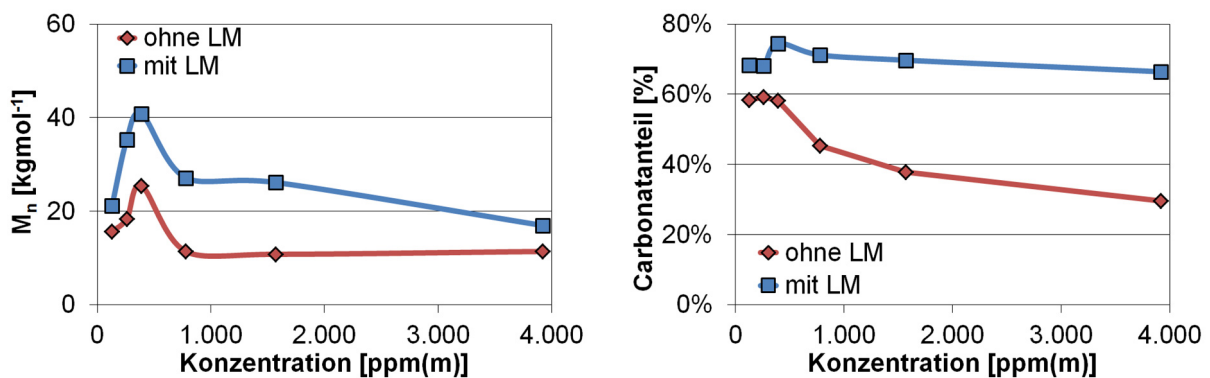 60
40
20
0
Mn [kgmol-1]
ohne LM
mit LM
0
1.000
2.000
3.000
4.000
Konzentration [ppm(m)]
80%
60%
40%
20%
0%
Carbonatanteil [%]
ohne LM
mit LM
0
1.000
2.000
3.000
4.000
Konzentration [ppm(m)]